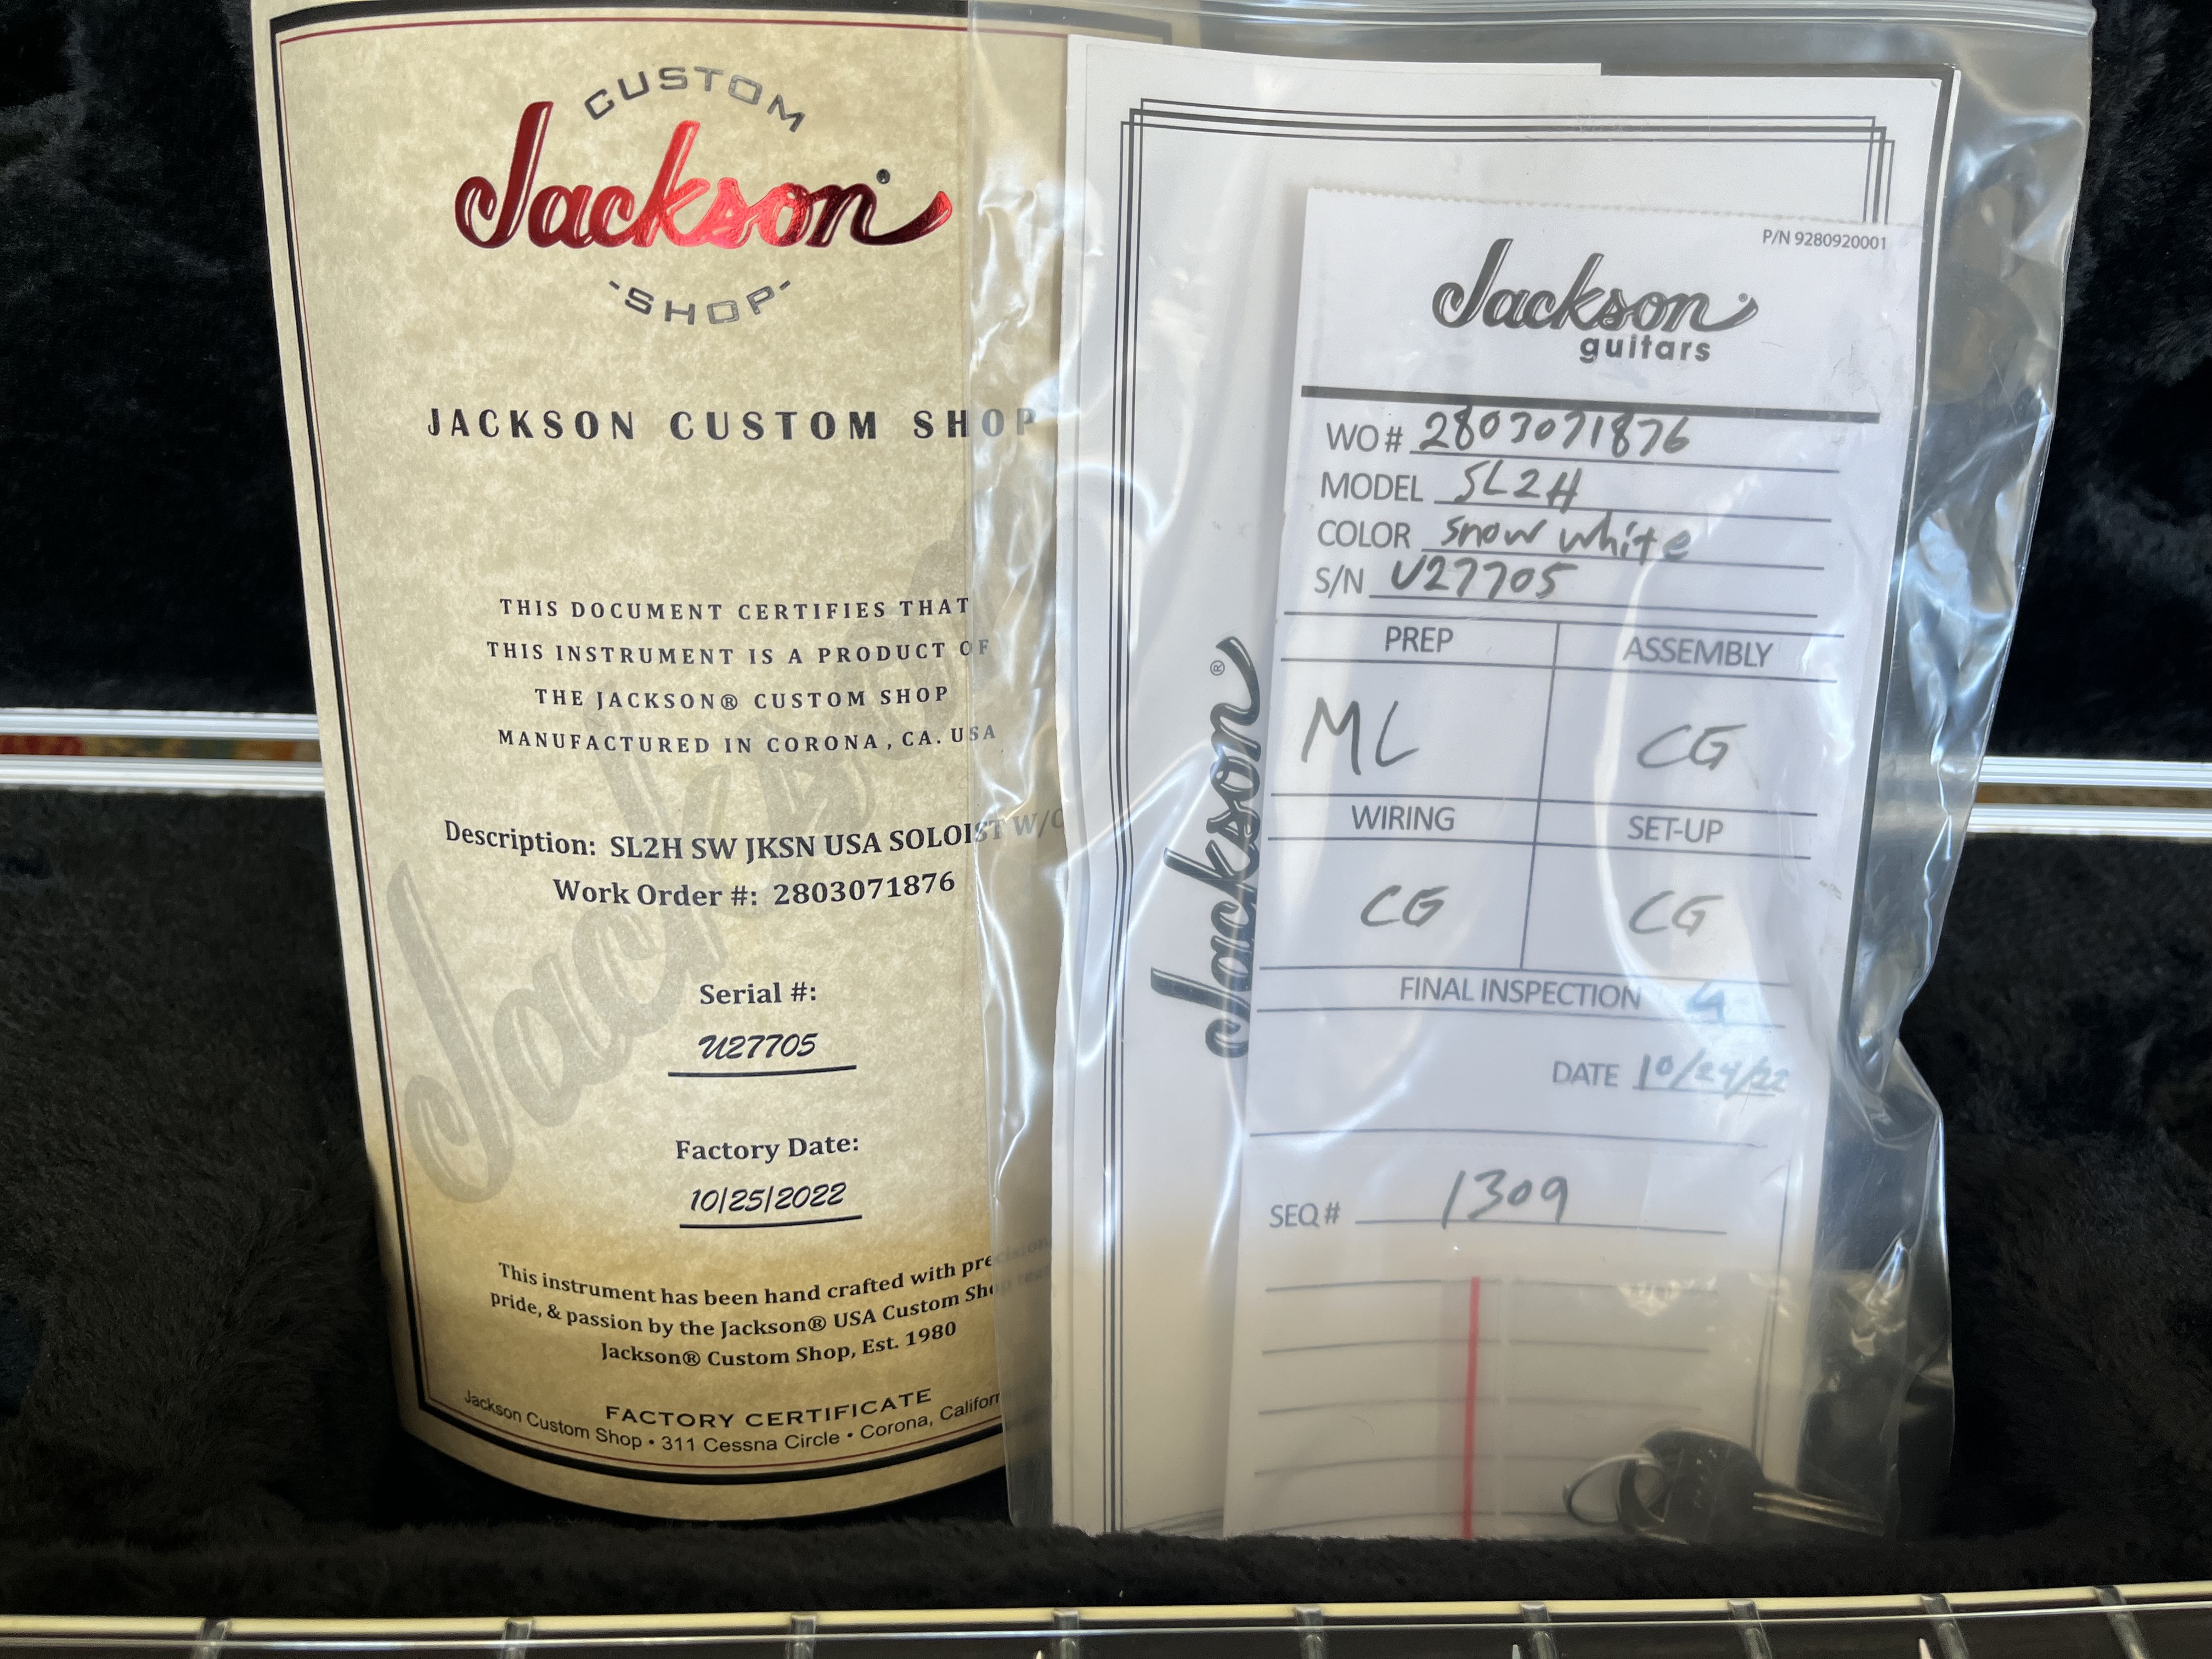 CUSTOM
Jackson
-SHOP-
JACKSON CUSTOM SHOP
THIS DOCUMENT CERTIFIES THAT
THIS INSTRUMENT IS A PRODUCT OF
THE JACKSON® CUSTOM SHOP
MANUFACTURED IN CORONA, CA. USA
Description: SL2H SW JKSN USA SOLOIST W/C
Work Order #: 2803071876
Serial #:
U27705
Factory Date:
10/25/2022
This instrument has been hand crafted with precision
pride, & passion by the Jackson® USA Custom Shop
Jackson® Custom Shop, Est. 1980
FACTORY CERTIFICATE
Jackson Custom Shop • 311 Cessna Circle • Corona, Califor
Jackson
Jackson®
P/N 9280920001
Jackson
guitars
WO# 2803071876
MODEL SL2H
COLOR snow white
S/N U27705
PREP ASSEMBLY
ML CG
WIRING SET-UP
CG CG
FINAL INSPECTION
DATE 10/24/22
SEQ# 1309